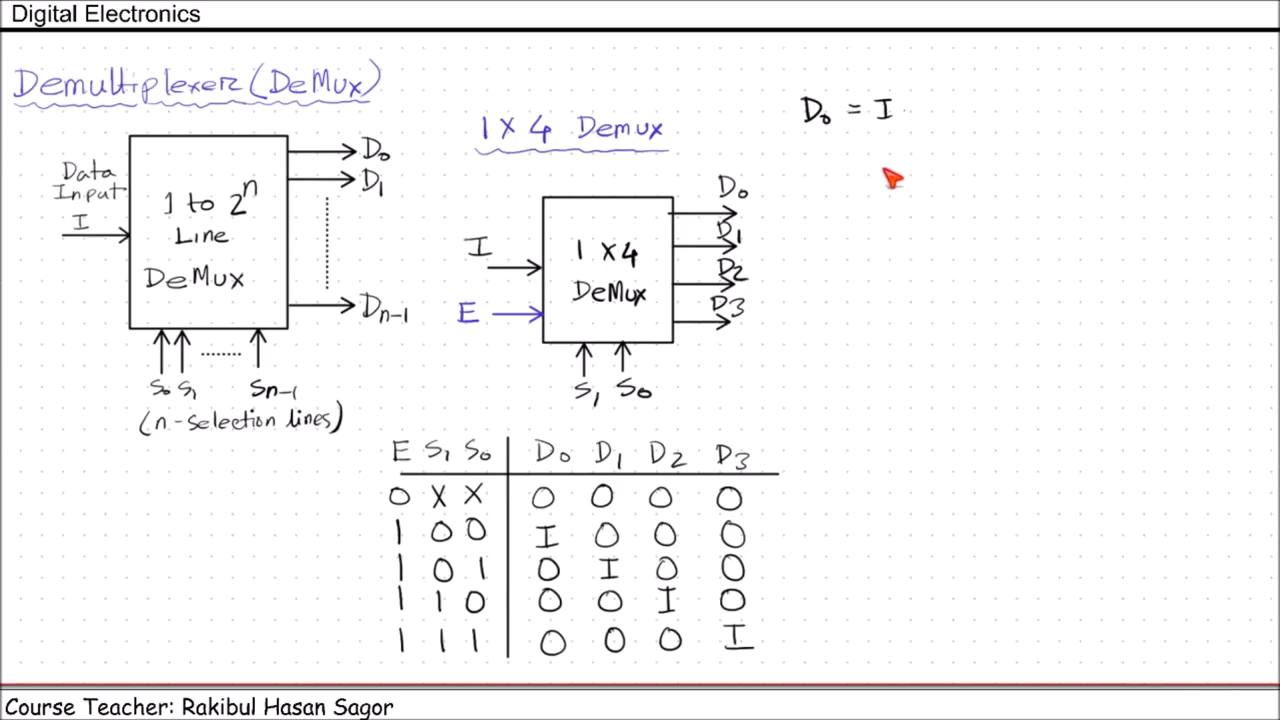 Digital Electronics
Demultiplexer (DeMux)
Data
Input
I
1 to 2^n
Line
DeMux
D0
D1
Dn-1
S0 S1 ........ Sn-1
(n-selection lines)
1 X 4 Demux
I
E
1 X 4
DeMux
D0
D1
D2
D3
S1 S0
D0 = I
E S1 S0 D0 D1 D2 D3
0 X X 0 0 0 0
1 0 0 I 0 0 0
1 0 1 0 I 0 0
1 1 0 0 0 I 0
1 1 1 0 0 0 I
Course Teacher: Rakibul Hasan Sagor